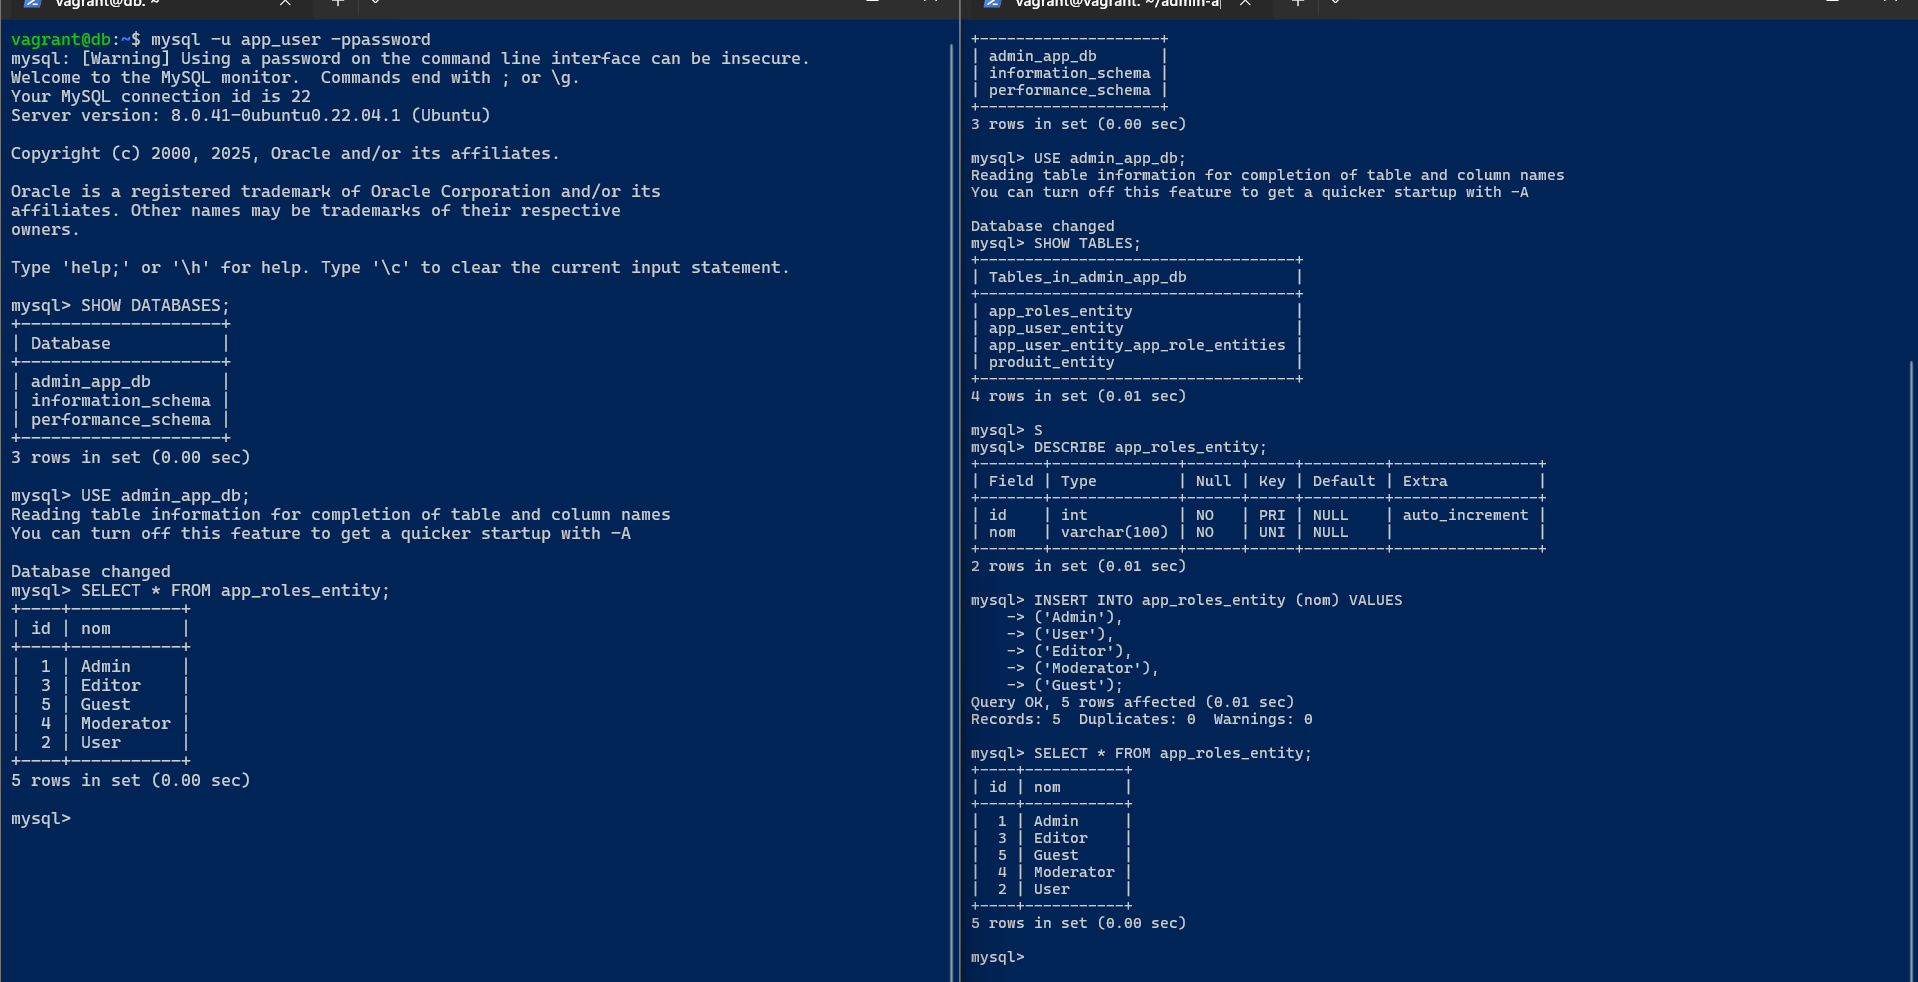 vagrant@db: ~
vagrant@db:~$ mysql -u app_user -ppassword
mysql: [Warning] Using a password on the command line interface can be insecure.
Welcome to the MySQL monitor.  Commands end with ; or \g.
Your MySQL connection id is 22
Server version: 8.0.41-0ubuntu0.22.04.1 (Ubuntu)
Copyright (c) 2000, 2025, Oracle and/or its affiliates.
Oracle is a registered trademark of Oracle Corporation and/or its
affiliates. Other names may be trademarks of their respective
owners.
Type 'help;' or '\h' for help. Type '\c' to clear the current input statement.
mysql> SHOW DATABASES;
+--------------------+
| Database           |
+--------------------+
| admin_app_db       |
| information_schema |
| performance_schema |
+--------------------+
3 rows in set (0.00 sec)
mysql> USE admin_app_db;
Reading table information for completion of table and column names
You can turn off this feature to get a quicker startup with -A
Database changed
mysql> SELECT * FROM app_roles_entity;
+----+-----------+
| id | nom       |
+----+-----------+
|  1 | Admin     |
|  3 | Editor    |
|  5 | Guest     |
|  4 | Moderator |
|  2 | User      |
+----+-----------+
5 rows in set (0.00 sec)
mysql>
vagrant@vagrant: ~/admin-a
+--------------------+
| admin_app_db       |
| information_schema |
| performance_schema |
+--------------------+
3 rows in set (0.00 sec)
mysql> USE admin_app_db;
Reading table information for completion of table and column names
You can turn off this feature to get a quicker startup with -A
Database changed
mysql> SHOW TABLES;
+-----------------------------------+
| Tables_in_admin_app_db            |
+-----------------------------------+
| app_roles_entity                  |
| app_user_entity                   |
| app_user_entity_app_role_entities |
| produit_entity                    |
+-----------------------------------+
4 rows in set (0.01 sec)
mysql> S
mysql> DESCRIBE app_roles_entity;
+-------+--------------+------+-----+---------+----------------+
| Field | Type         | Null | Key | Default | Extra          |
+-------+--------------+------+-----+---------+----------------+
| id    | int          | NO   | PRI | NULL    | auto_increment |
| nom   | varchar(100) | NO   | UNI | NULL    |                |
+-------+--------------+------+-----+---------+----------------+
2 rows in set (0.01 sec)
mysql> INSERT INTO app_roles_entity (nom) VALUES
    -> ('Admin'),
    -> ('User'),
    -> ('Editor'),
    -> ('Moderator'),
    -> ('Guest');
Query OK, 5 rows affected (0.01 sec)
Records: 5  Duplicates: 0  Warnings: 0
mysql> SELECT * FROM app_roles_entity;
+----+-----------+
| id | nom       |
+----+-----------+
|  1 | Admin     |
|  3 | Editor    |
|  5 | Guest     |
|  4 | Moderator |
|  2 | User      |
+----+-----------+
5 rows in set (0.00 sec)
mysql>